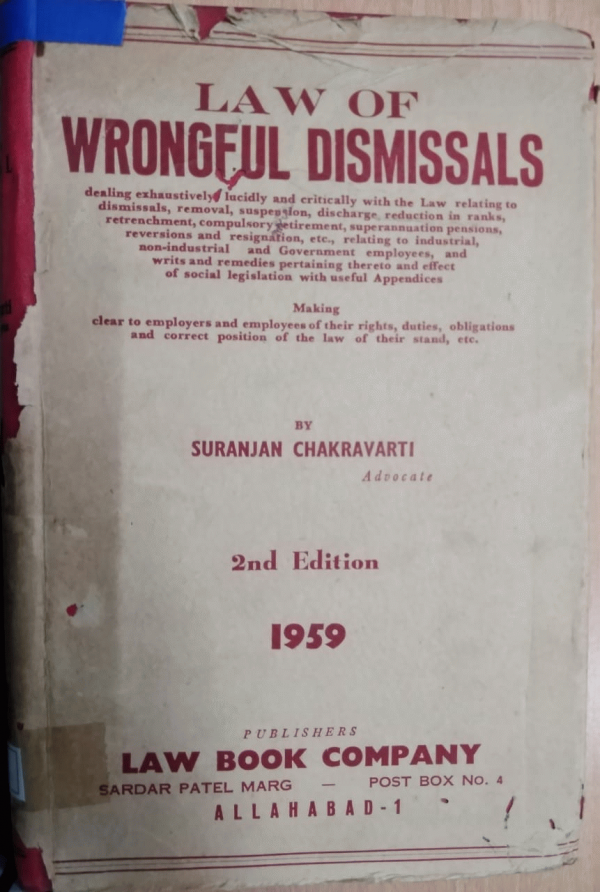 LAW OF
WRONGFUL DISMISSALS
dealing exhaustively, lucidly and critically with the Law relating to
dismissals, removal, suspension, discharge, reduction in ranks,
retrenchment, compulsory retirement, superannuation pensions,
reversions and resignation, etc., relating to industrial,
non-industrial and Government employees, and
writs and remedies pertaining thereto and effect
of social legislation with useful Appendices
Making
clear to employers and employees of their rights, duties, obligations
and correct position of the law of their stand, etc.
BY
SURANJAN CHAKRAVARTI
Advocate
2nd Edition
1959
PUBLISHERS
LAW BOOK COMPANY
SARDAR PATEL MARG — POST BOX No. 4
ALLAHABAD-1